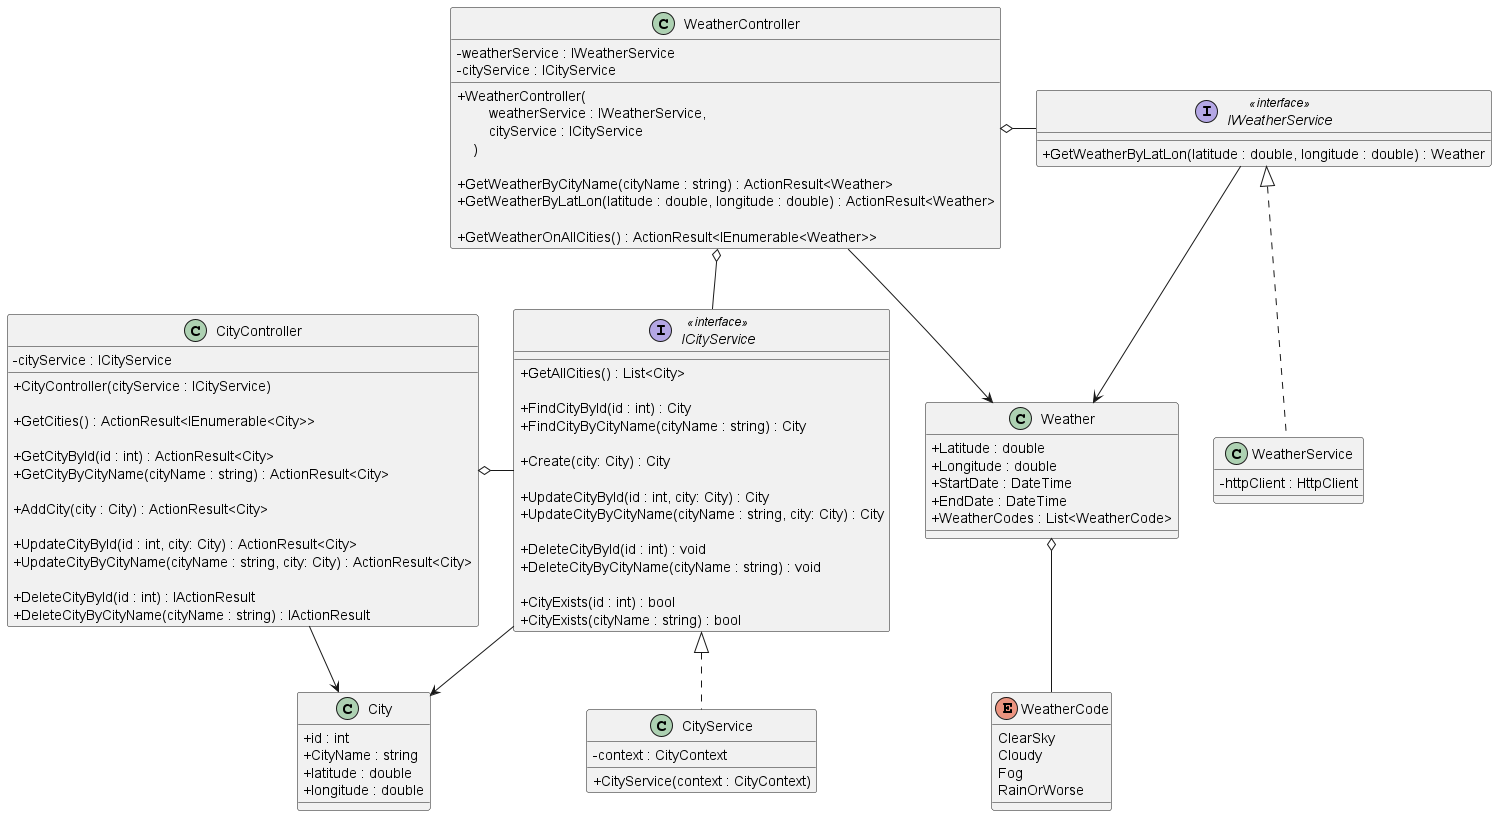 C WeatherController
-weatherService : IWeatherService
-cityService : ICityService
+WeatherController(
weatherService : IWeatherService,
cityService : ICityService
)
+GetWeatherByCityName(cityName : string) : ActionResult<Weather>
+GetWeatherByLatLon(latitude : double, longitude : double) : ActionResult<Weather>
+GetWeatherOnAllCities() : ActionResult<IEnumerable<Weather>>
«interface»
I IWeatherService
+GetWeatherByLatLon(latitude : double, longitude : double) : Weather
C CityController
-cityService : ICityService
+CityController(cityService : ICityService)
+GetCities() : ActionResult<IEnumerable<City>>
+GetCityById(id : int) : ActionResult<City>
+GetCityByCityName(cityName : string) : ActionResult<City>
+AddCity(city : City) : ActionResult<City>
+UpdateCityById(id : int, city: City) : ActionResult<City>
+UpdateCityByCityName(cityName : string, city: City) : ActionResult<City>
+DeleteCityById(id : int) : IActionResult
+DeleteCityByCityName(cityName : string) : IActionResult
«interface»
I ICityService
+GetAllCities() : List<City>
+FindCityById(id : int) : City
+FindCityByCityName(cityName : string) : City
+Create(city: City) : City
+UpdateCityById(id : int, city: City) : City
+UpdateCityByCityName(cityName : string, city: City) : City
+DeleteCityById(id : int) : void
+DeleteCityByCityName(cityName : string) : void
+CityExists(id : int) : bool
+CityExists(cityName : string) : bool
C Weather
+Latitude : double
+Longitude : double
+StartDate : DateTime
+EndDate : DateTime
+WeatherCodes : List<WeatherCode>
C WeatherService
-httpClient : HttpClient
C City
+id : int
+CityName : string
+latitude : double
+longitude : double
C CityService
-context : CityContext
+CityService(context : CityContext)
E WeatherCode
ClearSky
Cloudy
Fog
RainOrWorse